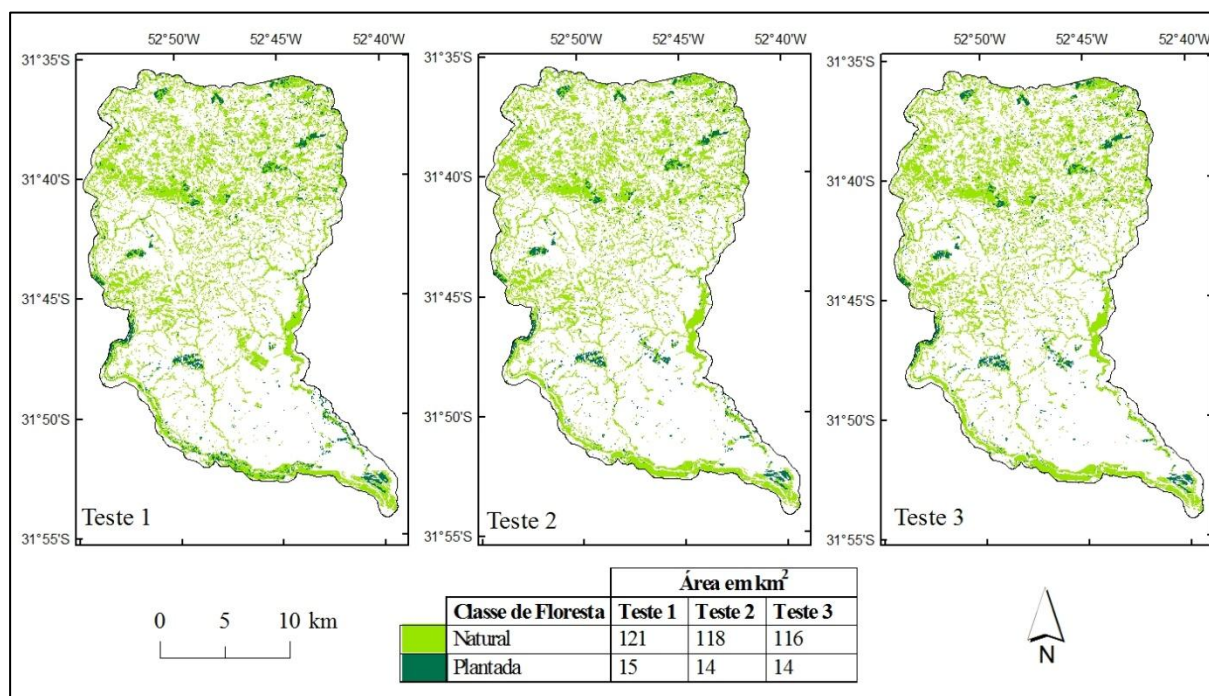 52°50'W 52°45'W 52°40'W 52°50'W 52°45'W 52°40'W 52°50'W 52°45'W 52°40'W
31°35'S 31°35'S 31°35'S
31°40'S 31°40'S 31°40'S
31°45'S 31°45'S 31°45'S
31°50'S 31°50'S 31°50'S
Teste 1 Teste 2 Teste 3
31°55'S 31°55'S 31°55'S
0 5 10 km
Área em km²
Classe de Floresta Teste 1 Teste 2 Teste 3
Natural 121 118 116
Plantada 15 14 14
N